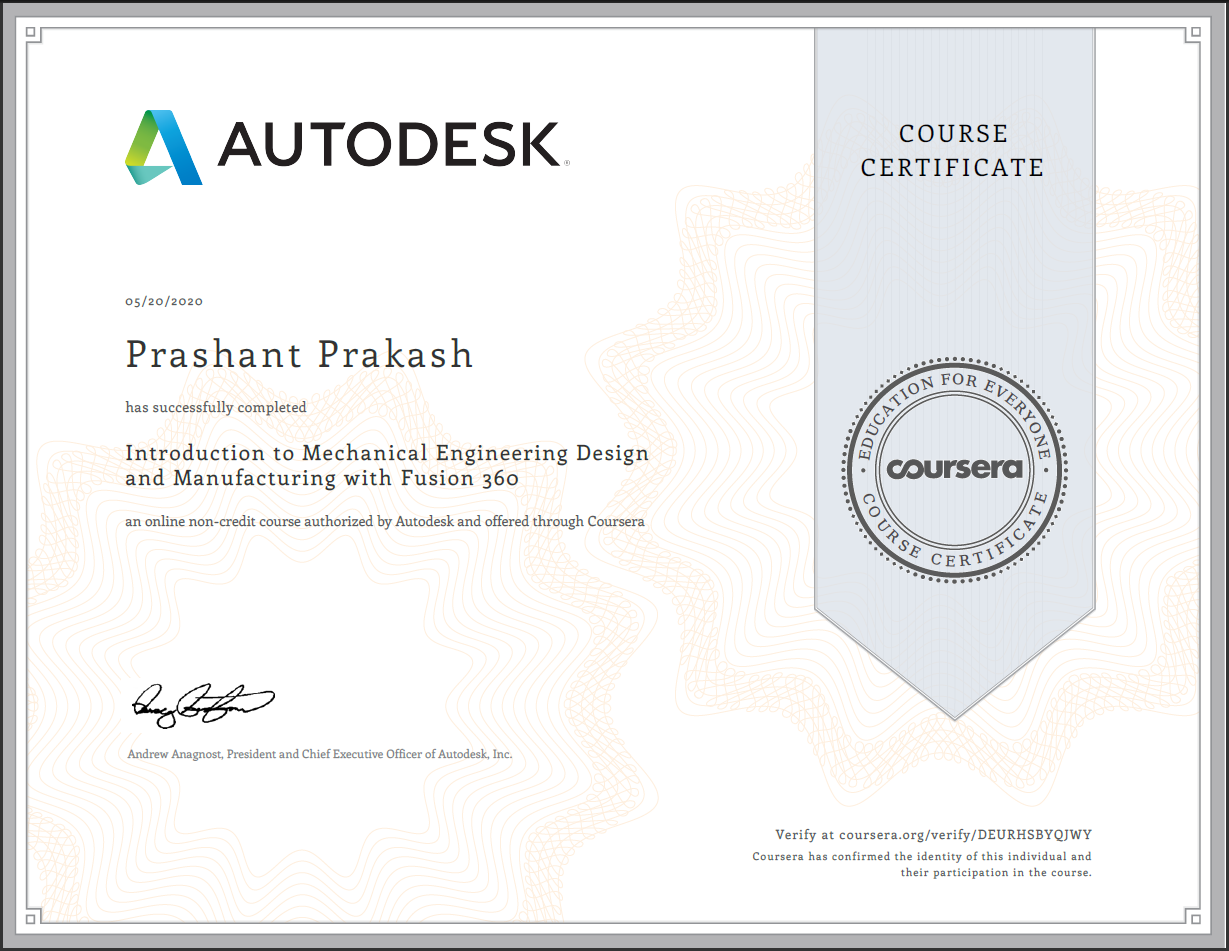 AUTODESK®
COURSE
CERTIFICATE
05/20/2020
Prashant Prakash
has successfully completed
Introduction to Mechanical Engineering Design
and Manufacturing with Fusion 360
an online non-credit course authorized by Autodesk and offered through Coursera
EDUCATION FOR EVERYONE
coursera
COURSE CERTIFICATE
Andrew Anagnost, President and Chief Executive Officer of Autodesk, Inc.
Verify at coursera.org/verify/DEURHSBYQJWY
Coursera has confirmed the identity of this individual and
their participation in the course.